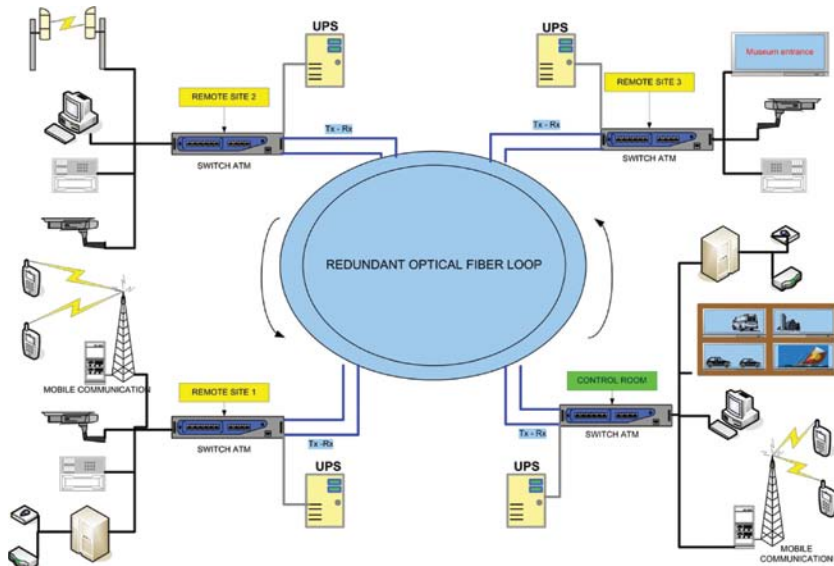 UPS
UPS
Museum entrance
REMOTE SITE 2
REMOTE SITE 3
Tx - Rx
Tx - Rx
SWITCH ATM
SWITCH ATM
REDUNDANT OPTICAL FIBER LOOP
MOBILE COMMUNICATION
REMOTE SITE 1
CONTROL ROOM
SWITCH ATM
SWITCH ATM
Tx -Rx
Tx - Rx
UPS
UPS
MOBILE
COMMUNICATION